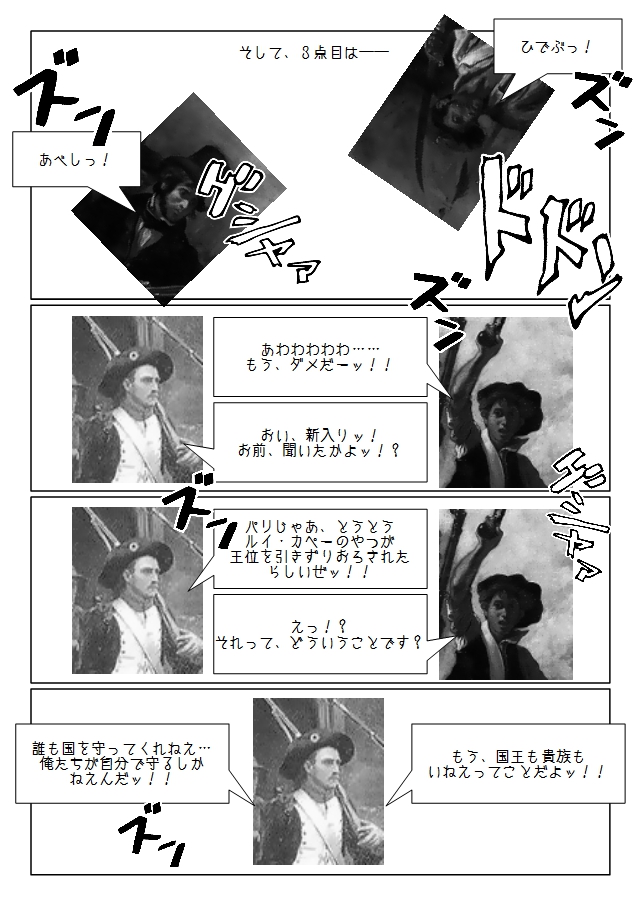 そして、３点目は──
ひでぶっ！
ズン
ズン
あべしっ！
グシャァ
ドドン
ズン
あわわわわわ……
もう、ダメだーッ！！
おい、新入りッ！
お前、聞いたかよッ！？
グシャァ
ズン
パリじゃあ、とうとう
ルイ・カペーのやつが
王位を引きずりおろされた
らしいぜッ！！
えっ！？
それって、どういうことです？
もう、国王も貴族も
いねえってことだよッ！！
誰も国を守ってくれねえ…
俺たちが自分で守るしか
ねえんだッ！！
ズン